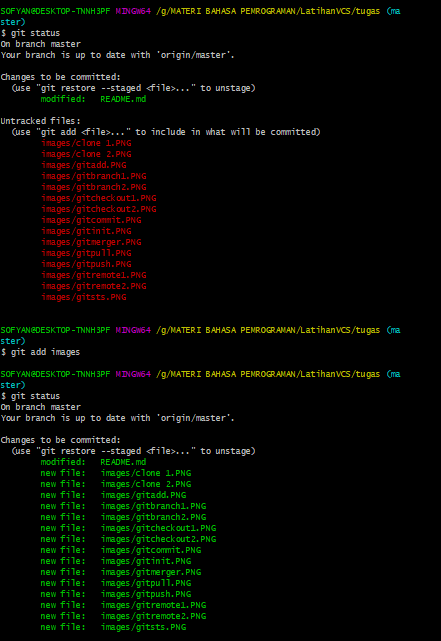 SOFYAN@DESKTOP-TNNH3PF MINGW64 /g/MATERI BAHASA PEMROGRAMAN/LatihanVCS/tugas (ma
ster)
$ git status
On branch master
Your branch is up to date with 'origin/master'.
Changes to be committed:
(use "git restore --staged <file>..." to unstage)
modified: README.md
Untracked files:
(use "git add <file>..." to include in what will be committed)
images/clone 1.PNG
images/clone 2.PNG
images/gitadd.PNG
images/gitbranch1.PNG
images/gitbranch2.PNG
images/gitcheckout1.PNG
images/gitcheckout2.PNG
images/gitcommit.PNG
images/gitinit.PNG
images/gitmerger.PNG
images/gitpull.PNG
images/gitpush.PNG
images/gitremote1.PNG
images/gitremote2.PNG
images/gitsts.PNG
SOFYAN@DESKTOP-TNNH3PF MINGW64 /g/MATERI BAHASA PEMROGRAMAN/LatihanVCS/tugas (ma
ster)
$ git add images
SOFYAN@DESKTOP-TNNH3PF MINGW64 /g/MATERI BAHASA PEMROGRAMAN/LatihanVCS/tugas (ma
ster)
$ git status
On branch master
Your branch is up to date with 'origin/master'.
Changes to be committed:
(use "git restore --staged <file>..." to unstage)
modified: README.md
new file: images/clone 1.PNG
new file: images/clone 2.PNG
new file: images/gitadd.PNG
new file: images/gitbranch1.PNG
new file: images/gitbranch2.PNG
new file: images/gitcheckout1.PNG
new file: images/gitcheckout2.PNG
new file: images/gitcommit.PNG
new file: images/gitinit.PNG
new file: images/gitmerger.PNG
new file: images/gitpull.PNG
new file: images/gitpush.PNG
new file: images/gitremote1.PNG
new file: images/gitremote2.PNG
new file: images/gitsts.PNG